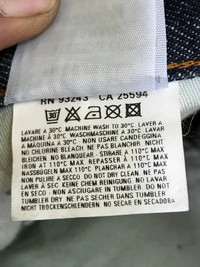 RN 93243 CA 25594
LAVARE A 30°C MACHINE WASH TO 30°C. LAVER A
MACHINE A 30°C WASCHMASCHINE A 30°C LAVAR
A MAQUINA A 30°C - NON USARE CANDEGGINA
NO CHLORINE BLEACH. NE PAS BLANCHIR. NICHT
BLEICHEN NO BLANQUEAR - STIRARE A 110°C MAX
IRON AT 110°C MAX REPASSER À 110°C MAX
NASSBÜGELN MAX 110°C PLANCHAR A 110°C MAX
NON PULIRE A SECCO. DO NOT DRY CLEAN. NE PAS
LAVER À SEC. KEINE CHEM REINIGUNG. NO LAVAR
EN SECO NON ASCIUGARE IN TUMBLER. DO NOT
TUMBLER DRY. NE PAS SECHER DANS TUMBLER
NICHT TROCKENSCHLEUDERN. NO SECAR EN SECADORA